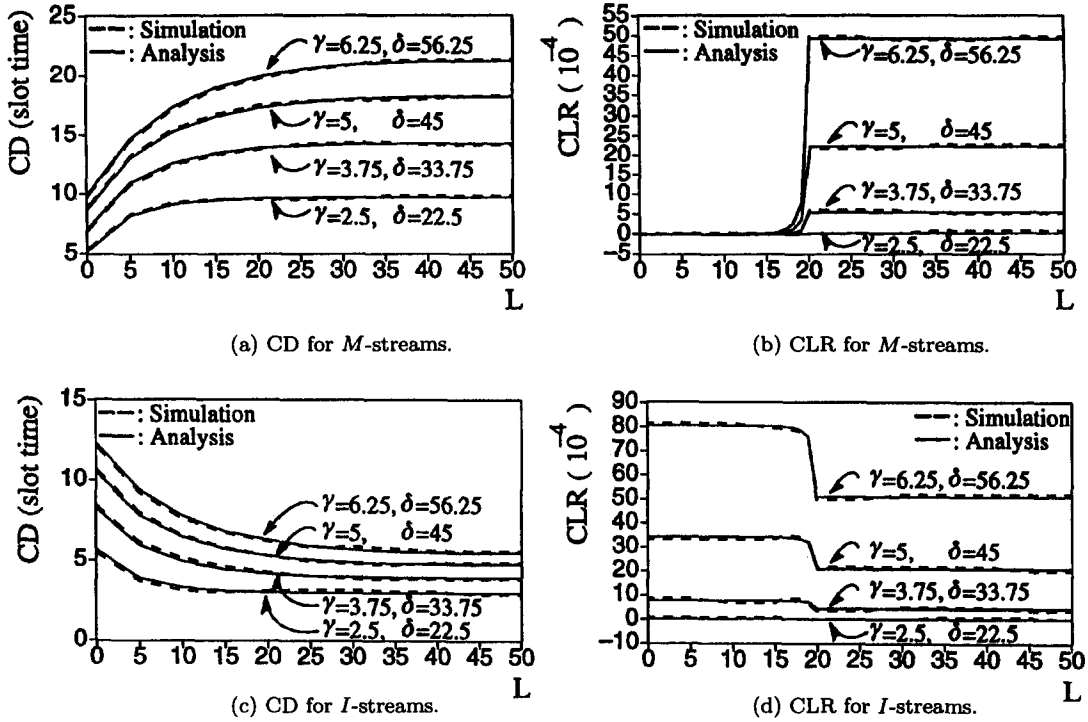 CD (slot time)
25
20
15
10
5
: Simulation
: Analysis
γ=6.25, δ=56.25
γ=5, δ=45
γ=3.75, δ=33.75
γ=2.5, δ=22.5
0 5 10 15 20 25 30 35 40 45 50
L
(a) CD for M-streams.
CLR (10⁻⁴)
55
50
45
40
35
30
25
20
15
10
5
0
−5
: Simulation
: Analysis
γ=6.25, δ=56.25
γ=5, δ=45
γ=3.75, δ=33.75
γ=2.5, δ=22.5
0 5 10 15 20 25 30 35 40 45 50
L
(b) CLR for M-streams.
CD (slot time)
15
10
5
0
: Simulation
: Analysis
γ=6.25, δ=56.25
γ=5, δ=45
γ=3.75, δ=33.75
γ=2.5, δ=22.5
0 5 10 15 20 25 30 35 40 45 50
L
(c) CD for I-streams.
CLR (10⁻⁴)
90
80
70
60
50
40
30
20
10
0
−10
: Simulation
: Analysis
γ=6.25, δ=56.25
γ=5, δ=45
γ=3.75, δ=33.75
γ=2.5, δ=22.5
0 5 10 15 20 25 30 35 40 45 50
L
(d) CLR for I-streams.